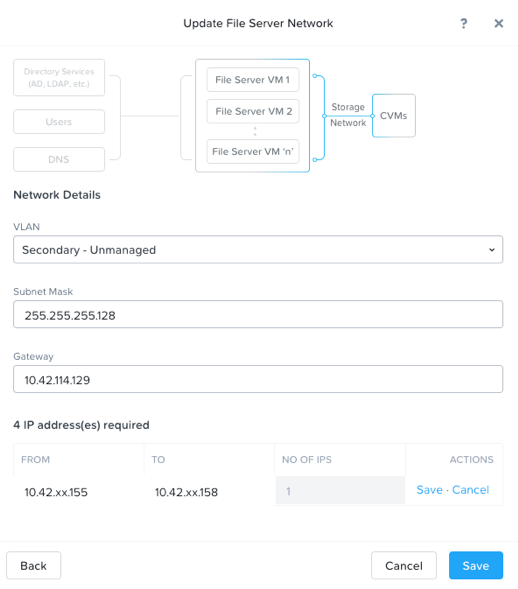 Update File Server Network
?
×
Directory Services
(AD, LDAP, etc.)
Users
DNS
File Server VM 1
File Server VM 2
File Server VM 'n'
Storage
Network
CVMs
Network Details
VLAN
Secondary - Unmanaged
Subnet Mask
255.255.255.128
Gateway
10.42.114.129
4 IP address(es) required
FROM TO NO OF IPS ACTIONS
10.42.xx.155 10.42.xx.158 1 Save · Cancel
Back Cancel Save